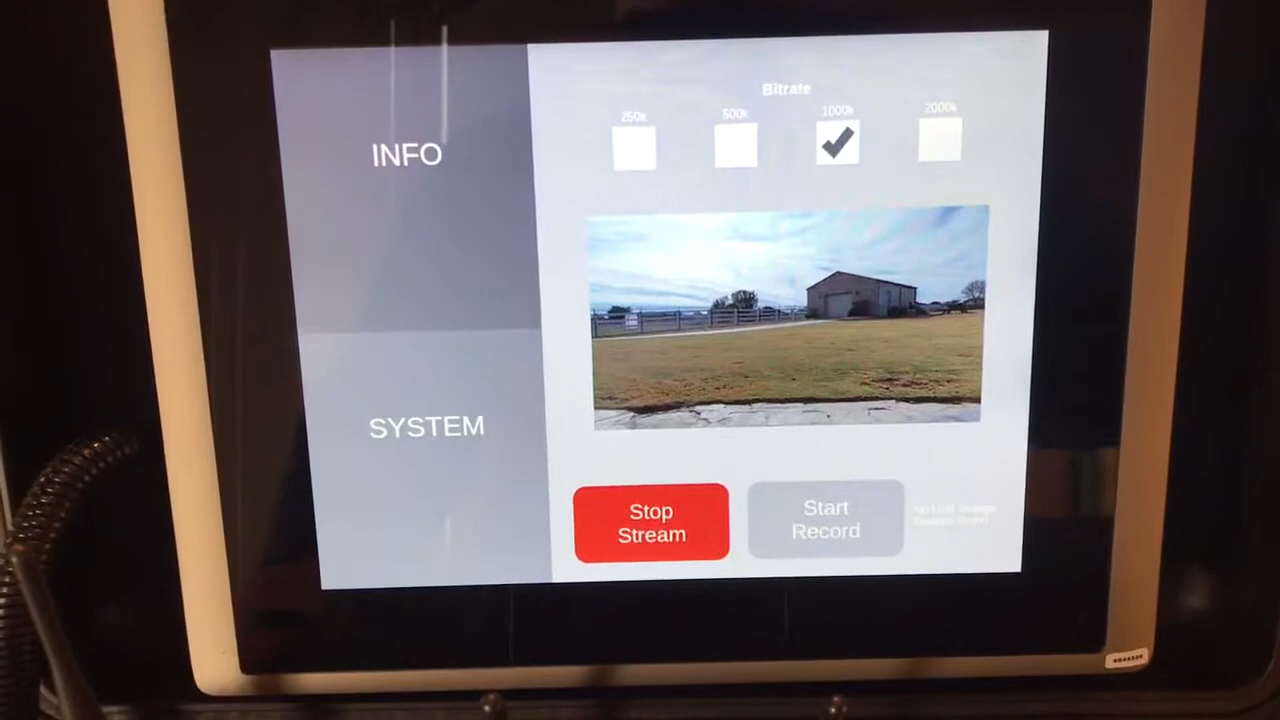 INFO
SYSTEM
Bitrate
250k
500k
1000k
2000k
Stop
Stream
Start
Record